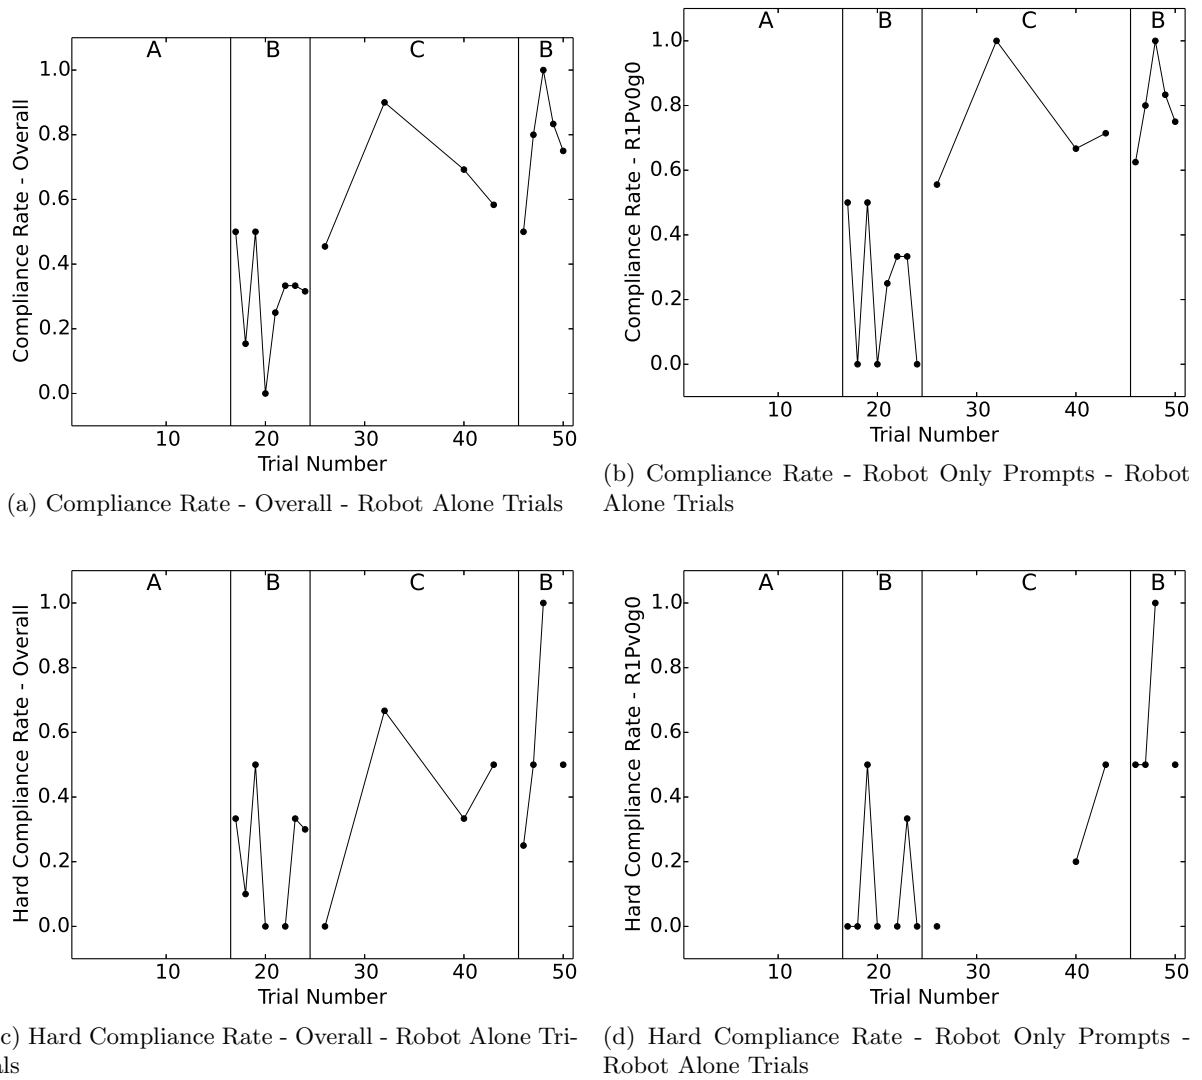 A B C B
Compliance Rate - Overall
1.0
0.8
0.6
0.4
0.2
0.0
10 20 30 40 50
Trial Number
(a) Compliance Rate - Overall - Robot Alone Trials
A B C B
Compliance Rate - R1Pv0g0
1.0
0.8
0.6
0.4
0.2
0.0
10 20 30 40 50
Trial Number
(b) Compliance Rate - Robot Only Prompts - Robot
Alone Trials
A B C B
Hard Compliance Rate - Overall
1.0
0.8
0.6
0.4
0.2
0.0
10 20 30 40 50
Trial Number
c) Hard Compliance Rate - Overall - Robot Alone Tri-
als
A B C B
Hard Compliance Rate - R1Pv0g0
1.0
0.8
0.6
0.4
0.2
0.0
10 20 30 40 50
Trial Number
(d) Hard Compliance Rate - Robot Only Prompts -
Robot Alone Trials